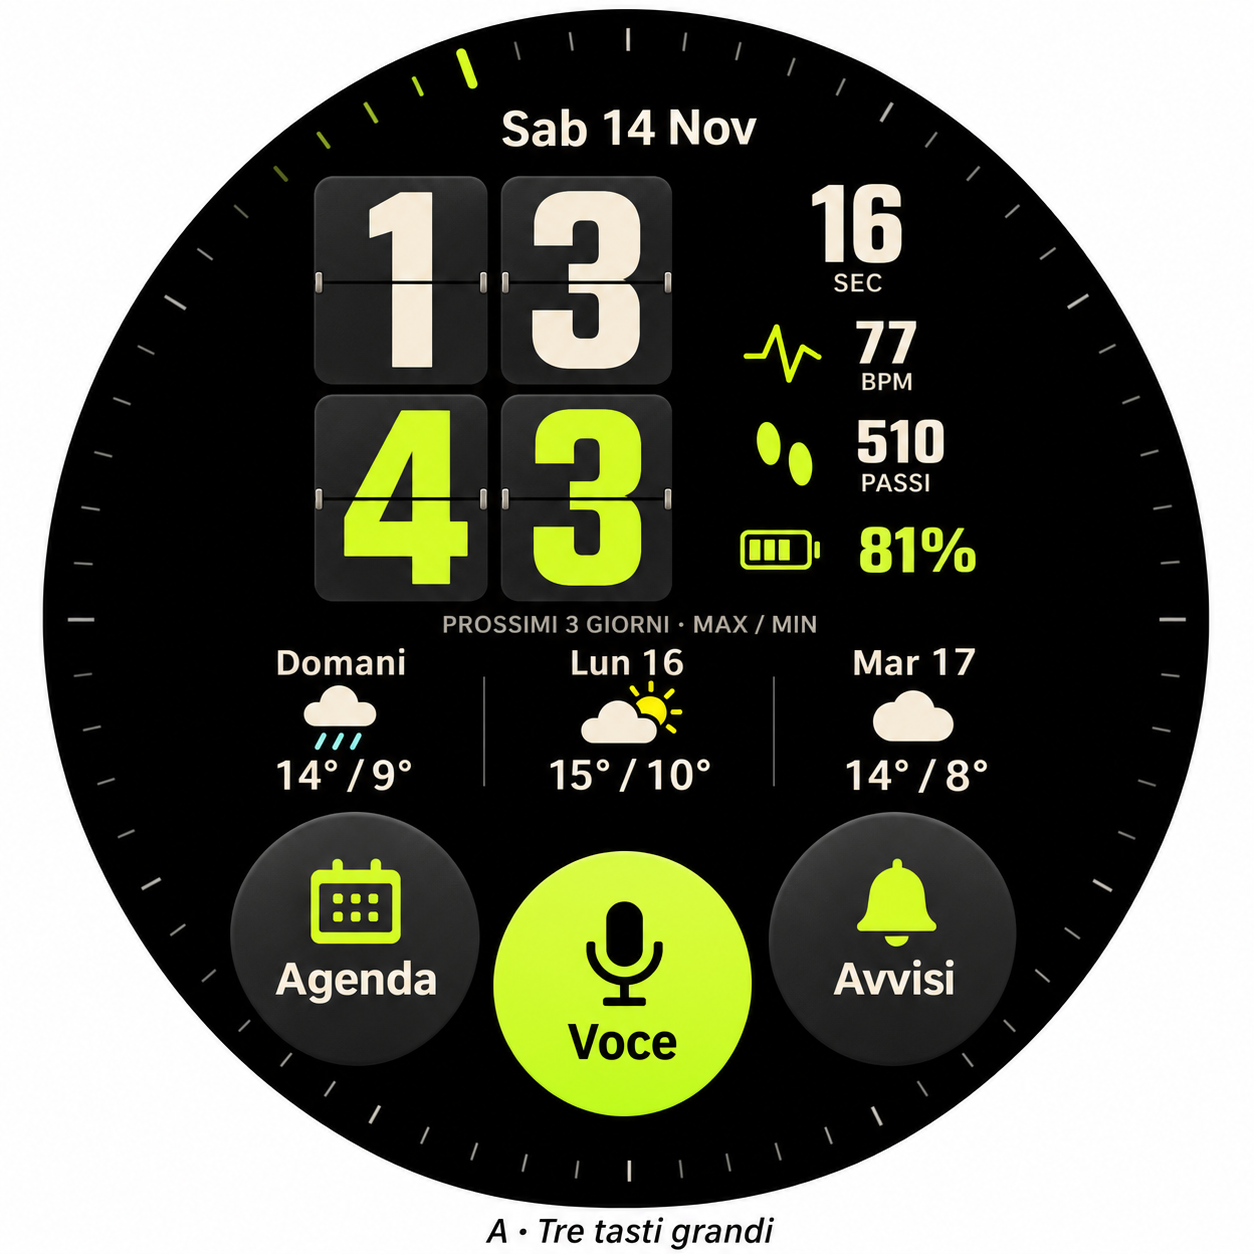 Sab 14 Nov
13
16
SEC
77
BPM
43
510
PASSI
81%
PROSSIMI 3 GIORNI · MAX / MIN
Domani
Lun 16
Mar 17
14° / 9°
15° / 10°
14° / 8°
Agenda
Voce
Avvisi
A · Tre tasti grandi